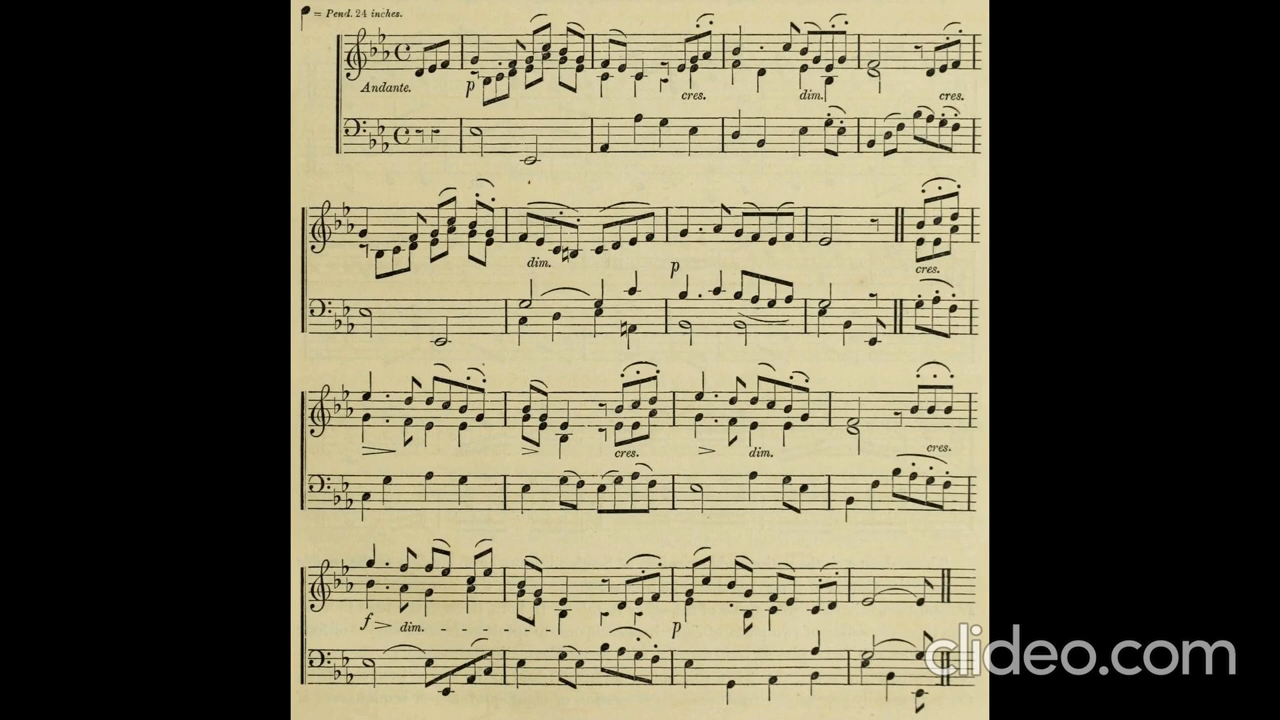 = Pend. 24 inches.
Andante. p cres. dim. cres.
dim. p cres.
> > cres. > dim. cres.
f > dim. - - - - - - p
clideo.com